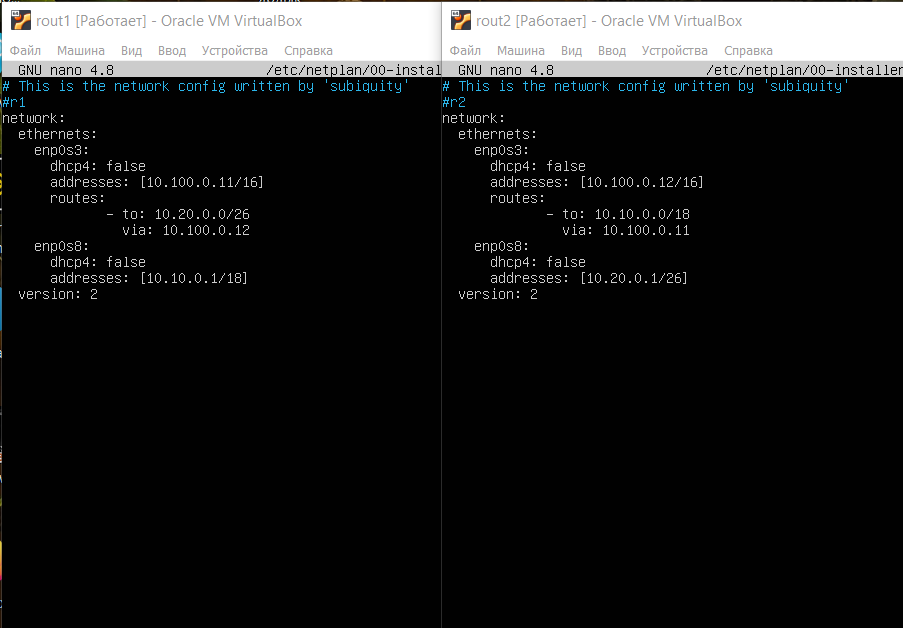 rout1 [Работает] - Oracle VM VirtualBox
Файл Машина Вид Ввод Устройства Справка
GNU nano 4.8 /etc/netplan/00-instal
# This is the network config written by 'subiquity'
#r1
network:
  ethernets:
    enp0s3:
      dhcp4: false
      addresses: [10.100.0.11/16]
      routes:
             - to: 10.20.0.0/26
               via: 10.100.0.12
    enp0s8:
      dhcp4: false
      addresses: [10.10.0.1/18]
  version: 2
rout2 [Работает] - Oracle VM VirtualBox
Файл Машина Вид Ввод Устройства Справка
GNU nano 4.8 /etc/netplan/00-installer
# This is the network config written by 'subiquity'
#r2
network:
  ethernets:
    enp0s3:
      dhcp4: false
      addresses: [10.100.0.12/16]
      routes:
             - to: 10.10.0.0/18
               via: 10.100.0.11
    enp0s8:
      dhcp4: false
      addresses: [10.20.0.1/26]
  version: 2